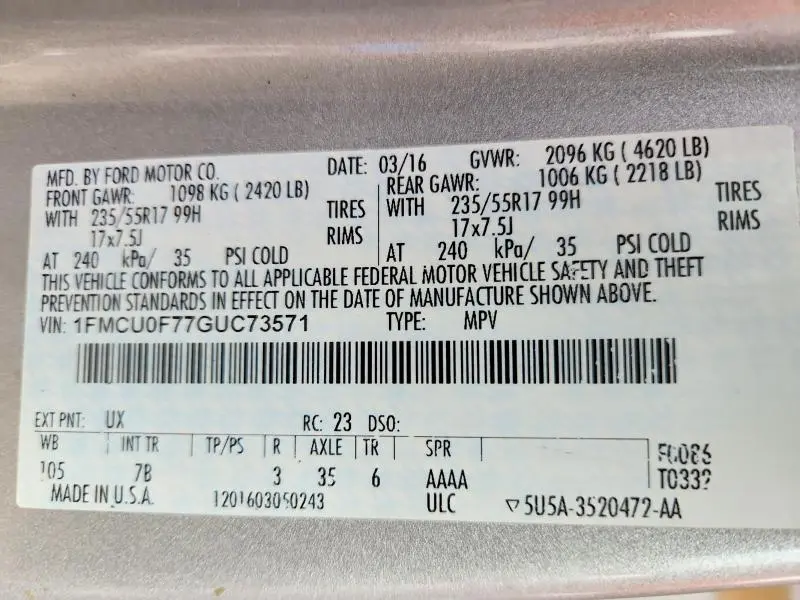 MFD. BY FORD MOTOR CO. DATE: 03/16 GVWR: 2096 KG ( 4620 LB)
FRONT GAWR: 1098 KG ( 2420 LB) REAR GAWR: 1006 KG ( 2218 LB)
WITH 235/55R17 99H TIRES WITH 235/55R17 99H TIRES
17x7.5J RIMS 17x7.5J RIMS
AT 240 kPa/ 35 PSI COLD AT 240 kPa/ 35 PSI COLD
THIS VEHICLE CONFORMS TO ALL APPLICABLE FEDERAL MOTOR VEHICLE SAFETY AND THEFT
PREVENTION STANDARDS IN EFFECT ON THE DATE OF MANUFACTURE SHOWN ABOVE.
VIN: 1FMCU0F77GUC73571 TYPE: MPV
EXT PNT: UX RC: 23 DSO:
WB INT TR TP/PS R AXLE TR SPR
105 7B 3 35 6 AAAA
MADE IN U.S.A. 1201603050243 ULC 5U5A-3520472-AA